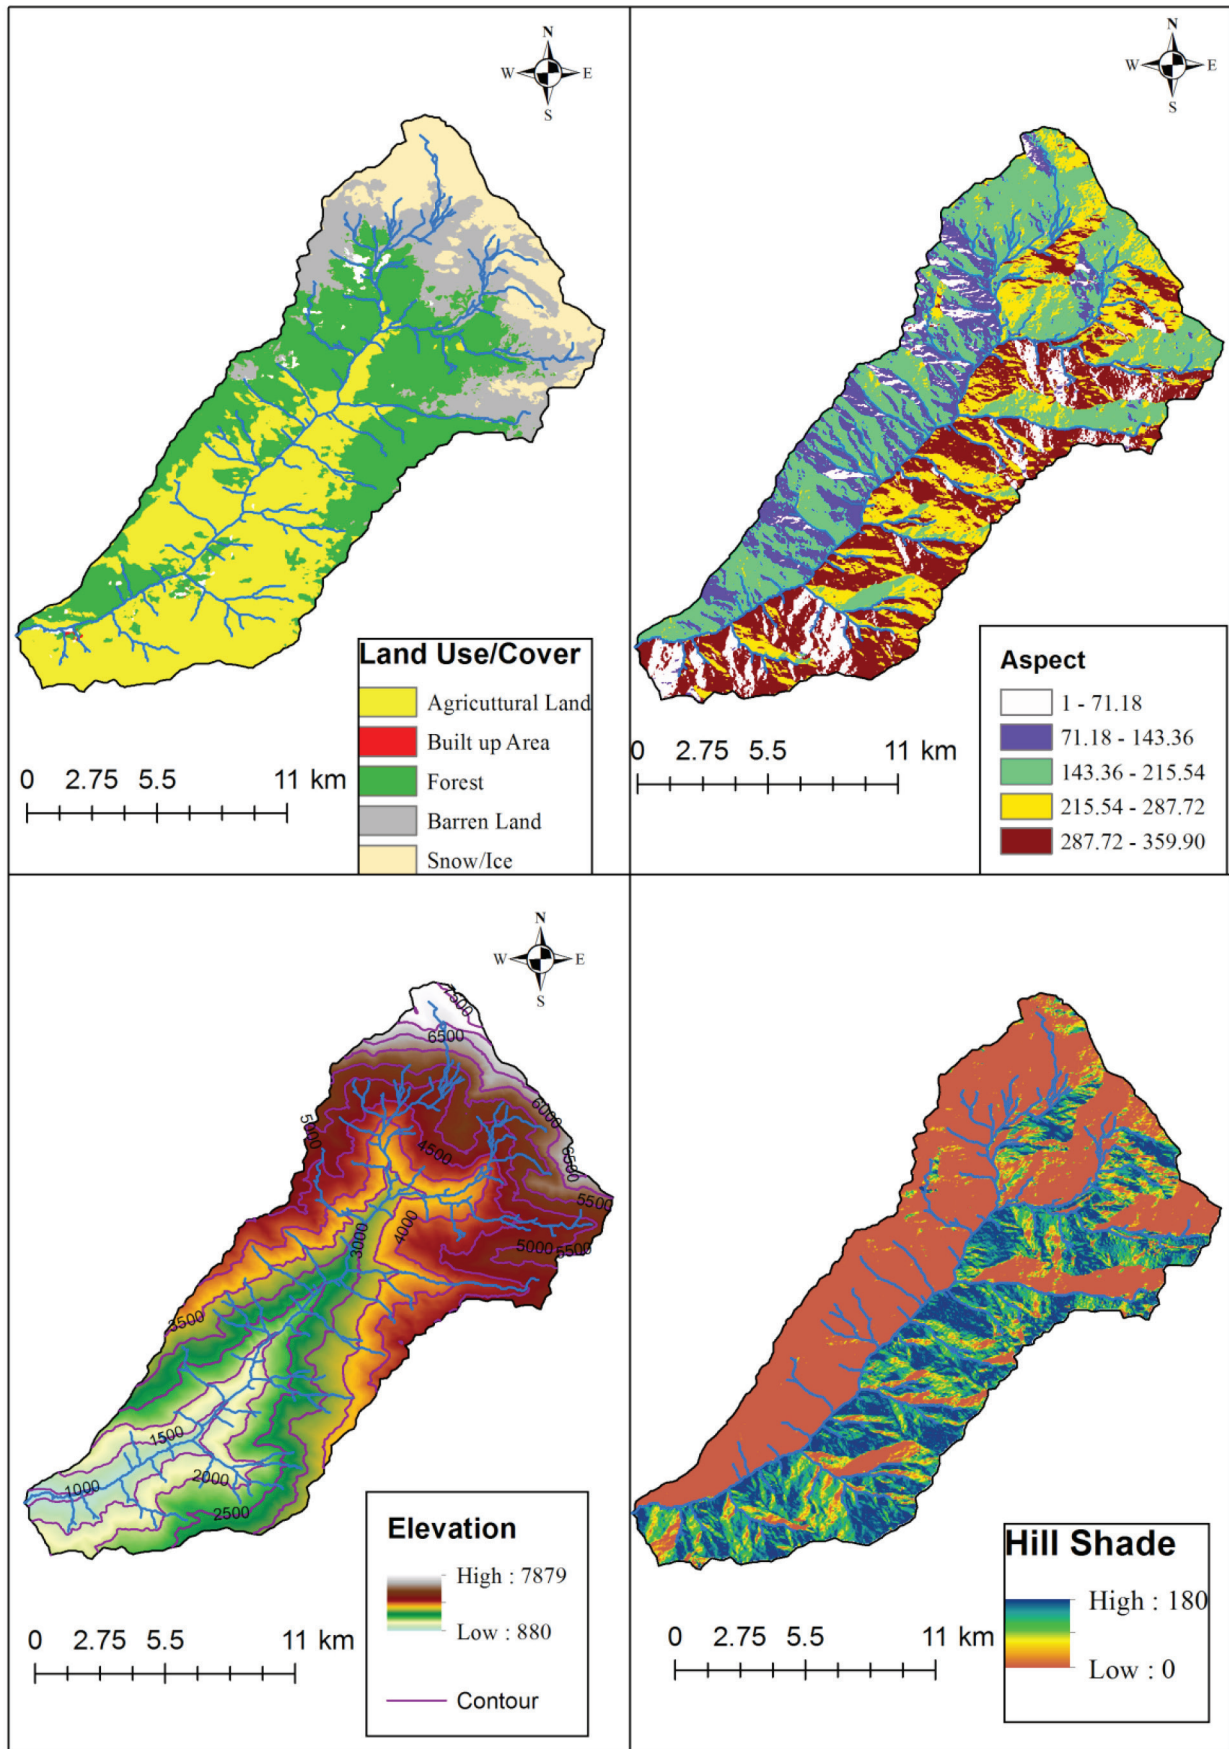 N
W E
S
Land Use/Cover
Agricuttural Land
Built up Area
Forest
Barren Land
Snow/Ice
0 2.75 5.5 11 km
N
W E
S
Aspect
1 - 71.18
71.18 - 143.36
143.36 - 215.54
215.54 - 287.72
287.72 - 359.90
0 2.75 5.5 11 km
N
W E
S
7500
6500
6000
6500
5000
4500
5500
4000
3000
5000
5500
3500
1500
1000
2000
2500
Elevation
High : 7879
Low : 880
Contour
0 2.75 5.5 11 km
Hill Shade
High : 180
Low : 0
0 2.75 5.5 11 km